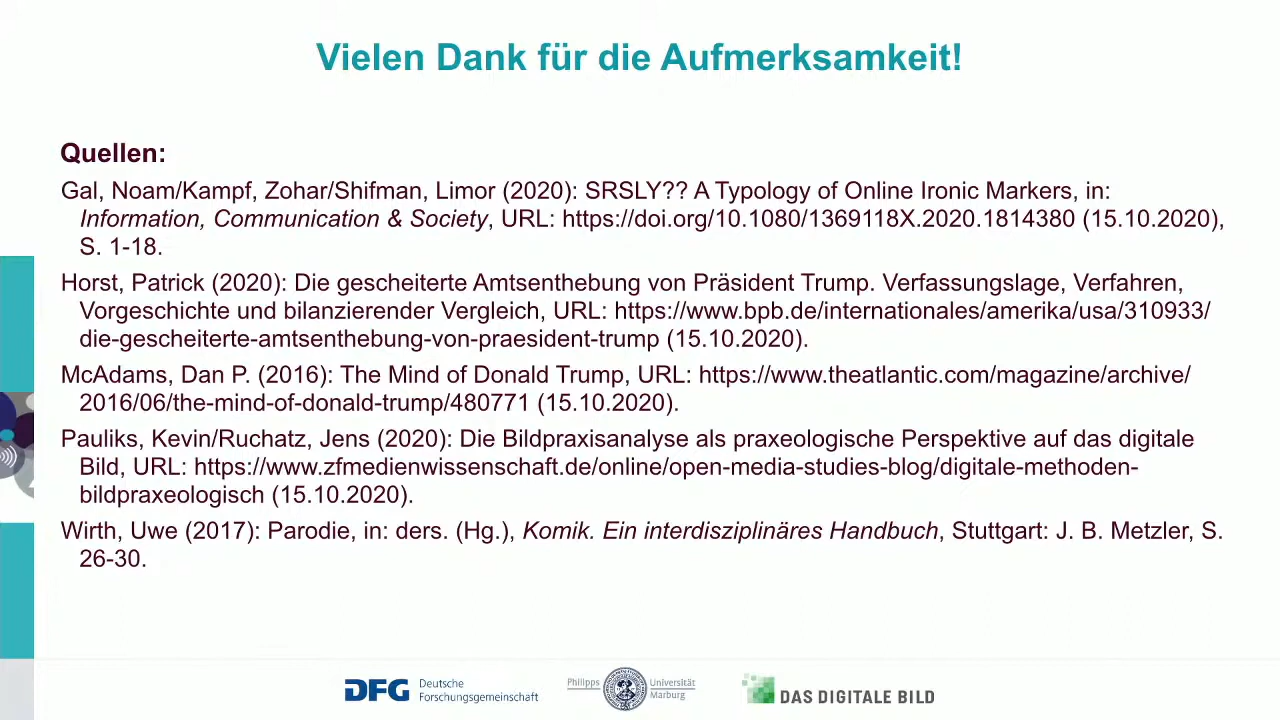 Vielen Dank für die Aufmerksamkeit!
Quellen:
Gal, Noam/Kampf, Zohar/Shifman, Limor (2020): SRSLY?? A Typology of Online Ironic Markers, in:
Information, Communication & Society, URL: https://doi.org/10.1080/1369118X.2020.1814380 (15.10.2020),
S. 1-18.
Horst, Patrick (2020): Die gescheiterte Amtsenthebung von Präsident Trump. Verfassungslage, Verfahren,
Vorgeschichte und bilanzierender Vergleich, URL: https://www.bpb.de/internationales/amerika/usa/310933/
die-gescheiterte-amtsenthebung-von-praesident-trump (15.10.2020).
McAdams, Dan P. (2016): The Mind of Donald Trump, URL: https://www.theatlantic.com/magazine/archive/
2016/06/the-mind-of-donald-trump/480771 (15.10.2020).
Pauliks, Kevin/Ruchatz, Jens (2020): Die Bildpraxisanalyse als praxeologische Perspektive auf das digitale
Bild, URL: https://www.zfmedienwissenschaft.de/online/open-media-studies-blog/digitale-methoden-
bildpraxeologisch (15.10.2020).
Wirth, Uwe (2017): Parodie, in: ders. (Hg.), Komik. Ein interdisziplinäres Handbuch, Stuttgart: J. B. Metzler, S.
26-30.
DFG Deutsche
Forschungsgemeinschaft
Philipps Universität
Marburg
DAS DIGITALE BILD